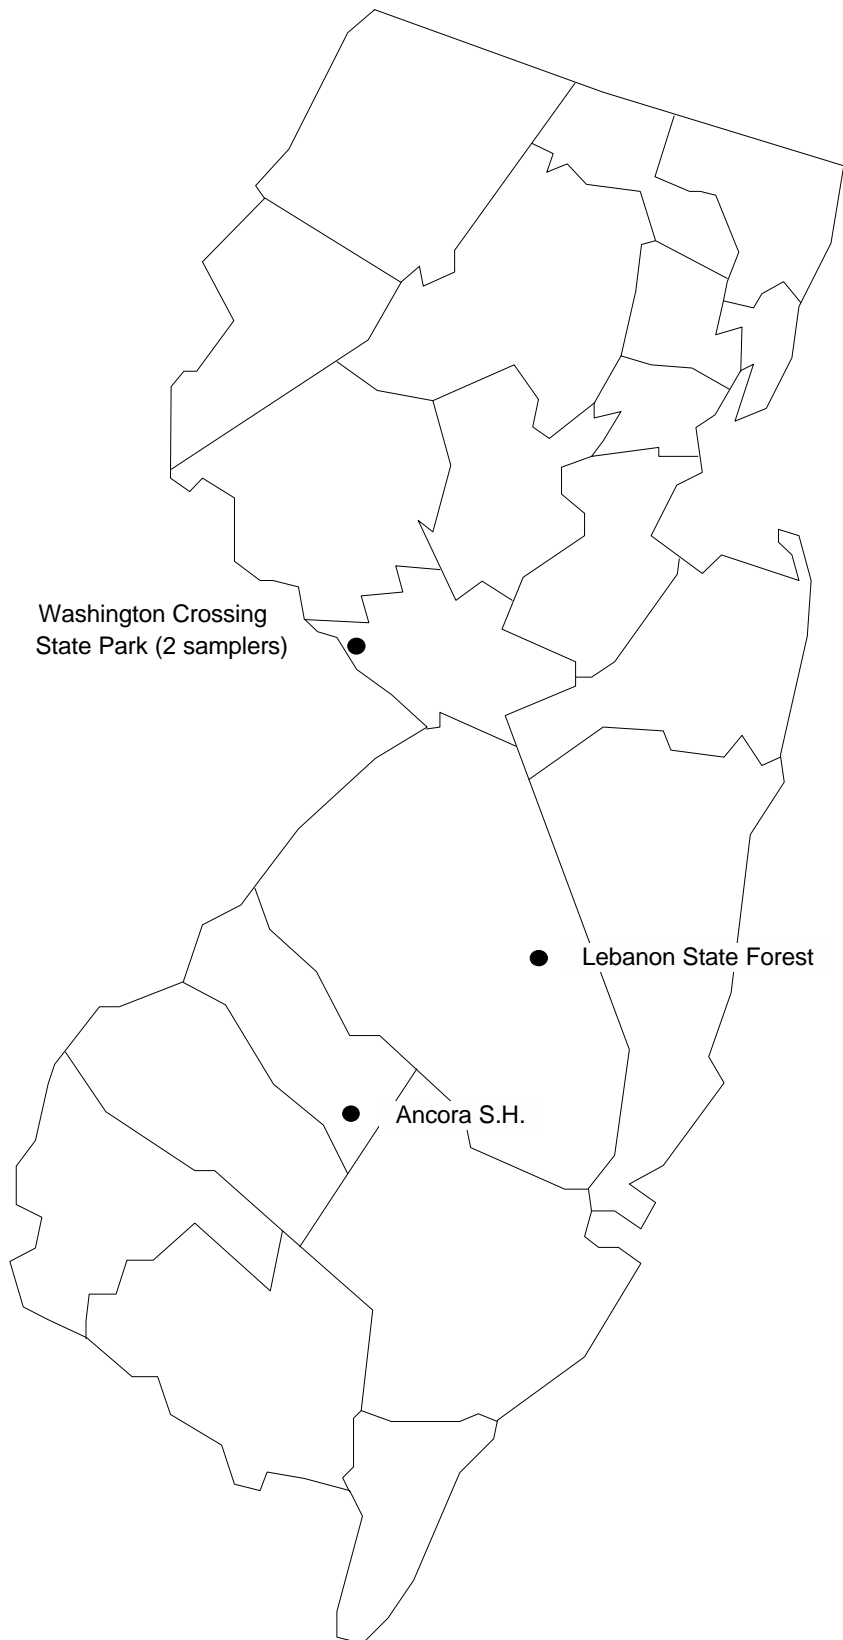 Washington Crossing
State Park (2 samplers)
Lebanon State Forest
Ancora S.H.